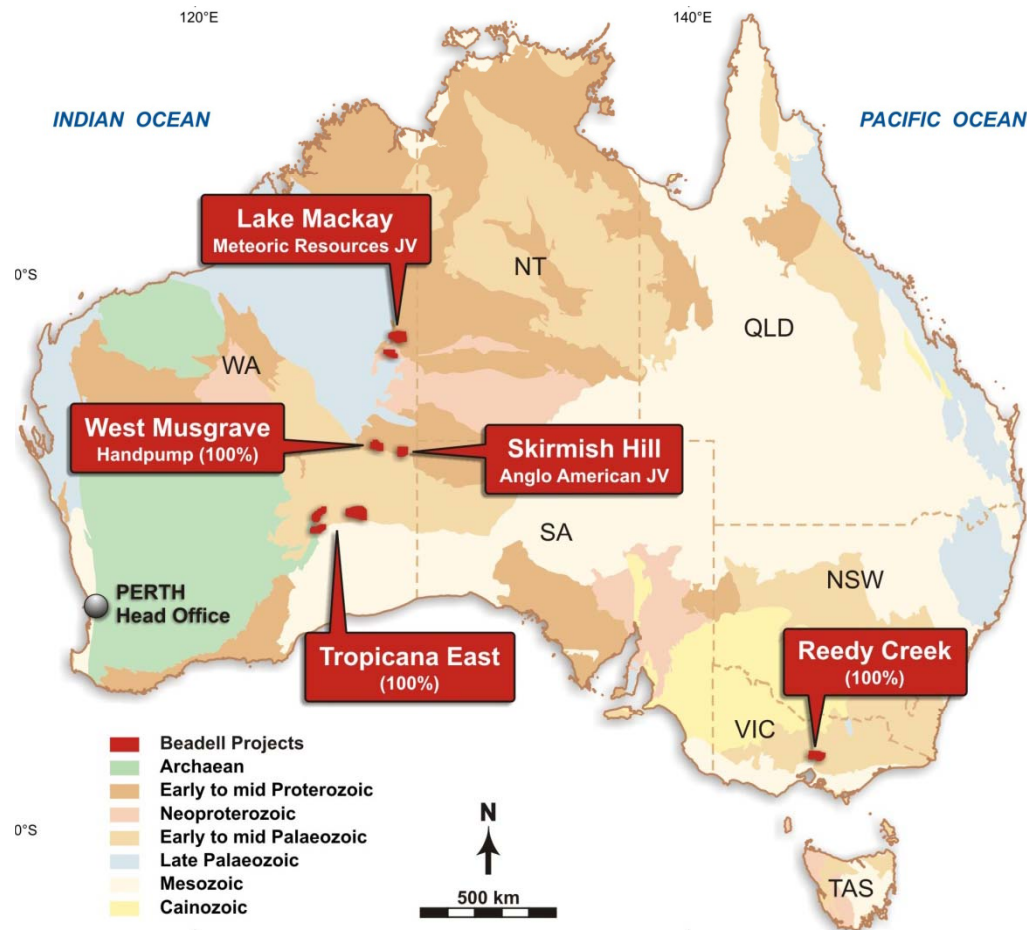 120°E
140°E
INDIAN OCEAN
PACIFIC OCEAN
Lake Mackay
Meteoric Resources JV
NT
0°S
QLD
WA
West Musgrave
Handpump (100%)
Skirmish Hill
Anglo American JV
SA
NSW
PERTH
Head Office
Tropicana East
(100%)
Reedy Creek
(100%)
VIC
Beadell Projects
Archaean
Early to mid Proterozoic
Neoproterozoic
Early to mid Palaeozoic
Late Palaeozoic
Mesozoic
Cainozoic
N
500 km
0°S
TAS